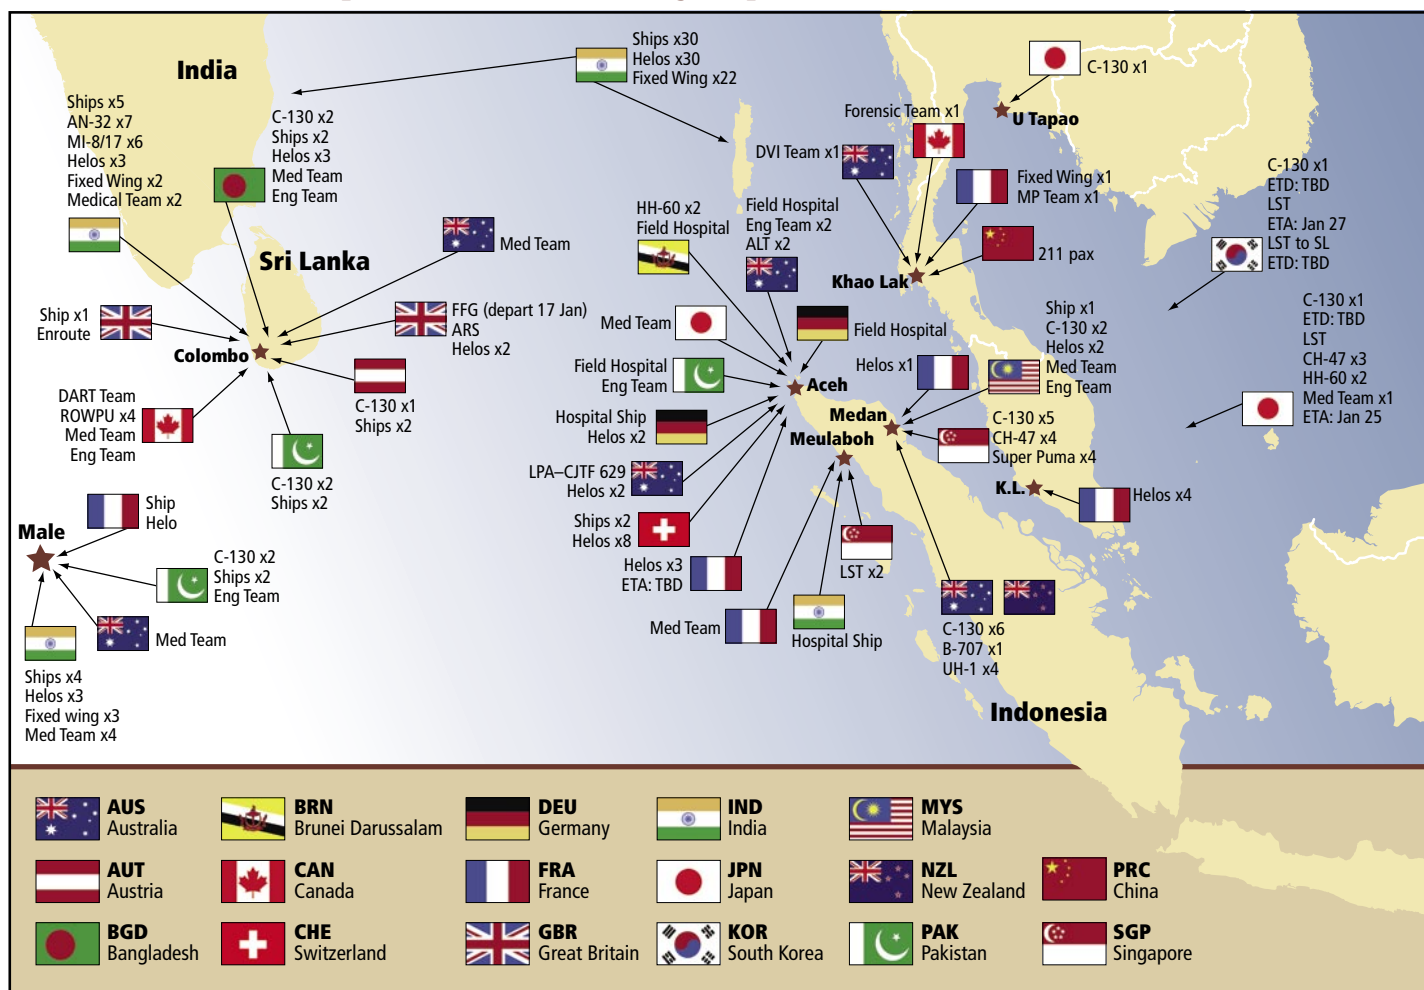 India
Ships x30
Helos x30
Fixed Wing x22
C-130 x1
U Tapao
Ships x5
AN-32 x7
MI-8/17 x6
Helos x3
Fixed Wing x2
Medical Team x2
C-130 x2
Ships x2
Helos x3
Med Team
Eng Team
Forensic Team x1
DVI Team x1
Fixed Wing x1
MP Team x1
211 pax
Khao Lak
C-130 x1
ETD: TBD
LST
ETA: Jan 27
LST to SL
ETD: TBD
Sri Lanka
Med Team
HH-60 x2
Field Hospital
Field Hospital
Eng Team x2
ALT x2
Ship x1
Enroute
Colombo
FFG (depart 17 Jan)
ARS
Helos x2
Med Team
Field Hospital
Field Hospital
Eng Team
Aceh
Helos x1
Ship x1
C-130 x2
Helos x2
Med Team
Eng Team
C-130 x1
ETD: TBD
LST
CH-47 x3
HH-60 x2
Med Team x1
ETA: Jan 25
DART Team
ROWPU x4
Med Team
Eng Team
C-130 x1
Ships x2
C-130 x2
Ships x2
Hospital Ship
Helos x2
Medan
Meulaboh
C-130 x5
CH-47 x4
Super Puma x4
LPA–CJTF 629
Helos x2
K.L.
Helos x4
Ship
Helo
Male
Ships x2
Helos x8
Helos x3
ETA: TBD
LST x2
C-130 x2
Ships x2
Eng Team
Med Team
Med Team
Hospital Ship
C-130 x6
B-707 x1
UH-1 x4
Ships x4
Helos x3
Fixed wing x3
Med Team x4
Indonesia
AUS
Australia
BRN
Brunei Darussalam
DEU
Germany
IND
India
MYS
Malaysia
AUT
Austria
CAN
Canada
FRA
France
JPN
Japan
NZL
New Zealand
PRC
China
BGD
Bangladesh
CHE
Switzerland
GBR
Great Britain
KOR
South Korea
PAK
Pakistan
SGP
Singapore